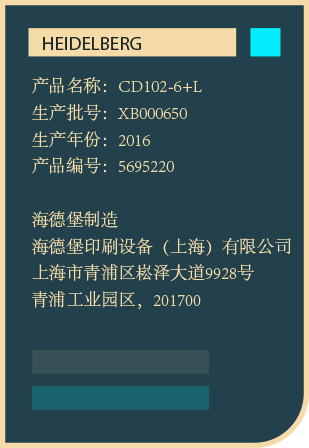 HEIDELBERG
产品名称：CD102-6+L
生产批号：XB000650
生产年份：2016
产品编号：5695220
海德堡制造
海德堡印刷设备（上海）有限公司
上海市青浦区崧泽大道9928号
青浦工业园区，201700